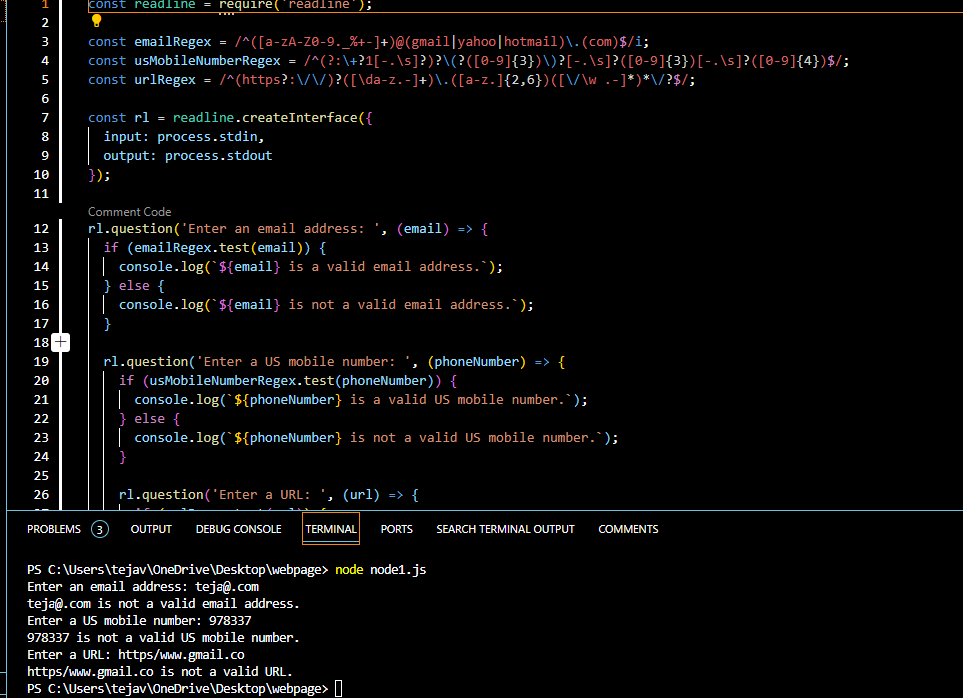 1 const readline = require('readline');
2
3 const emailRegex = /^([a-zA-Z0-9._%+-]+)@(gmail|yahoo|hotmail)\.(com)$/i;
4 const usMobileNumberRegex = /^(?:\+?1[-.\s]?)?\(?([0-9]{3})\)?[-.\s]?([0-9]{3})[-.\s]?([0-9]{4})$/;
5 const urlRegex = /^(https?:\/\/)?([\da-z.-]+)\.([a-z.]{2,6})([\/\w .-]*)*\/?$/;
6
7 const rl = readline.createInterface({
8   input: process.stdin,
9   output: process.stdout
10 });
11
Comment Code
12 rl.question('Enter an email address: ', (email) => {
13   if (emailRegex.test(email)) {
14     console.log(`${email} is a valid email address.`);
15   } else {
16     console.log(`${email} is not a valid email address.`);
17   }
18
19   rl.question('Enter a US mobile number: ', (phoneNumber) => {
20     if (usMobileNumberRegex.test(phoneNumber)) {
21       console.log(`${phoneNumber} is a valid US mobile number.`);
22     } else {
23       console.log(`${phoneNumber} is not a valid US mobile number.`);
24     }
25
26     rl.question('Enter a URL: ', (url) => {
PROBLEMS 3 OUTPUT DEBUG CONSOLE TERMINAL PORTS SEARCH TERMINAL OUTPUT COMMENTS
PS C:\Users\tejav\OneDrive\Desktop\webpage> node node1.js
Enter an email address: teja@.com
teja@.com is not a valid email address.
Enter a US mobile number: 978337
978337 is not a valid US mobile number.
Enter a URL: https/www.gmail.co
https/www.gmail.co is not a valid URL.
PS C:\Users\tejav\OneDrive\Desktop\webpage>